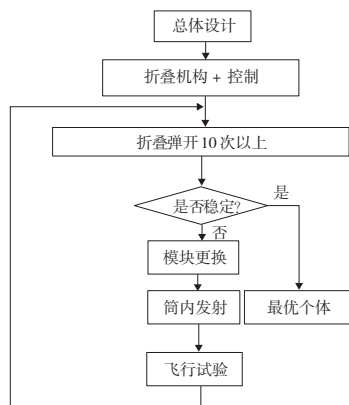 总体设计
折叠机构 + 控制
折叠弹开 10 次以上
是否稳定?
是
否
模块更换
筒内发射
最优个体
飞行试验